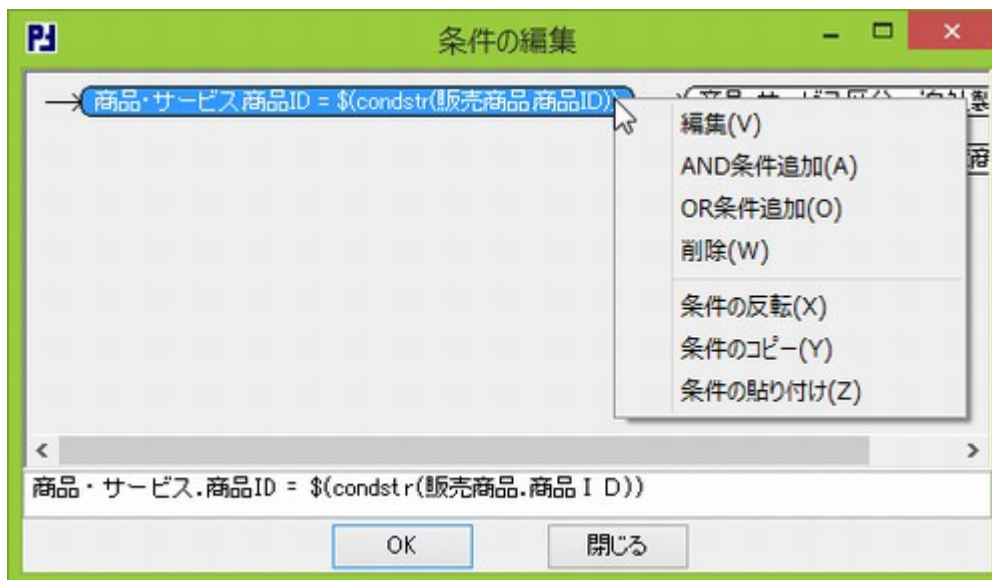 条件の編集
商品・サービス.商品ID = $(condstr(販売商品.商品ID))
編集(V)
AND条件追加(A)
OR条件追加(O)
削除(W)
条件の反転(X)
条件のコピー(Y)
条件の貼り付け(Z)
商品・サービス.商品ID = $(condstr(販売商品.商品ＩＤ))
OK
閉じる